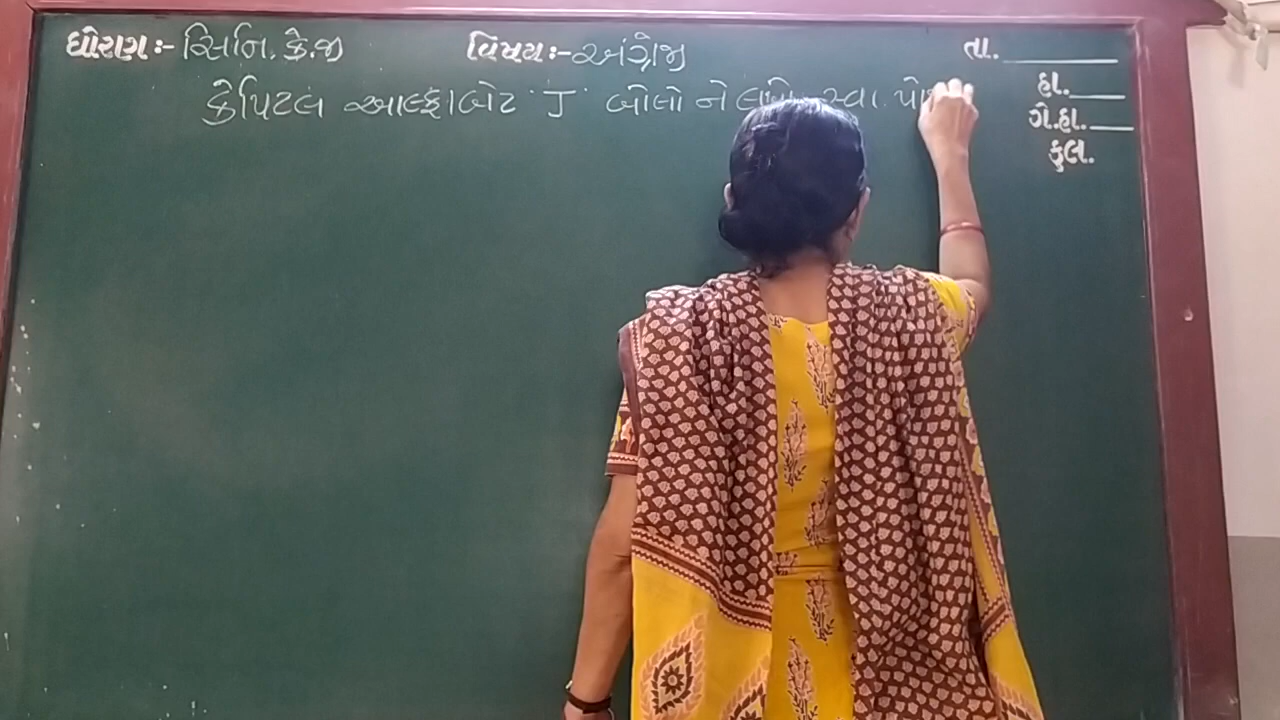 ધોરણ:- સિનિ. કે.જી વિષય:- અંગ્રેજી તા.
કેપિટલ આલ્ફાબેટ 'J' બોલો ને સ્વા.
હા.
ગે.હા.
કુલ.